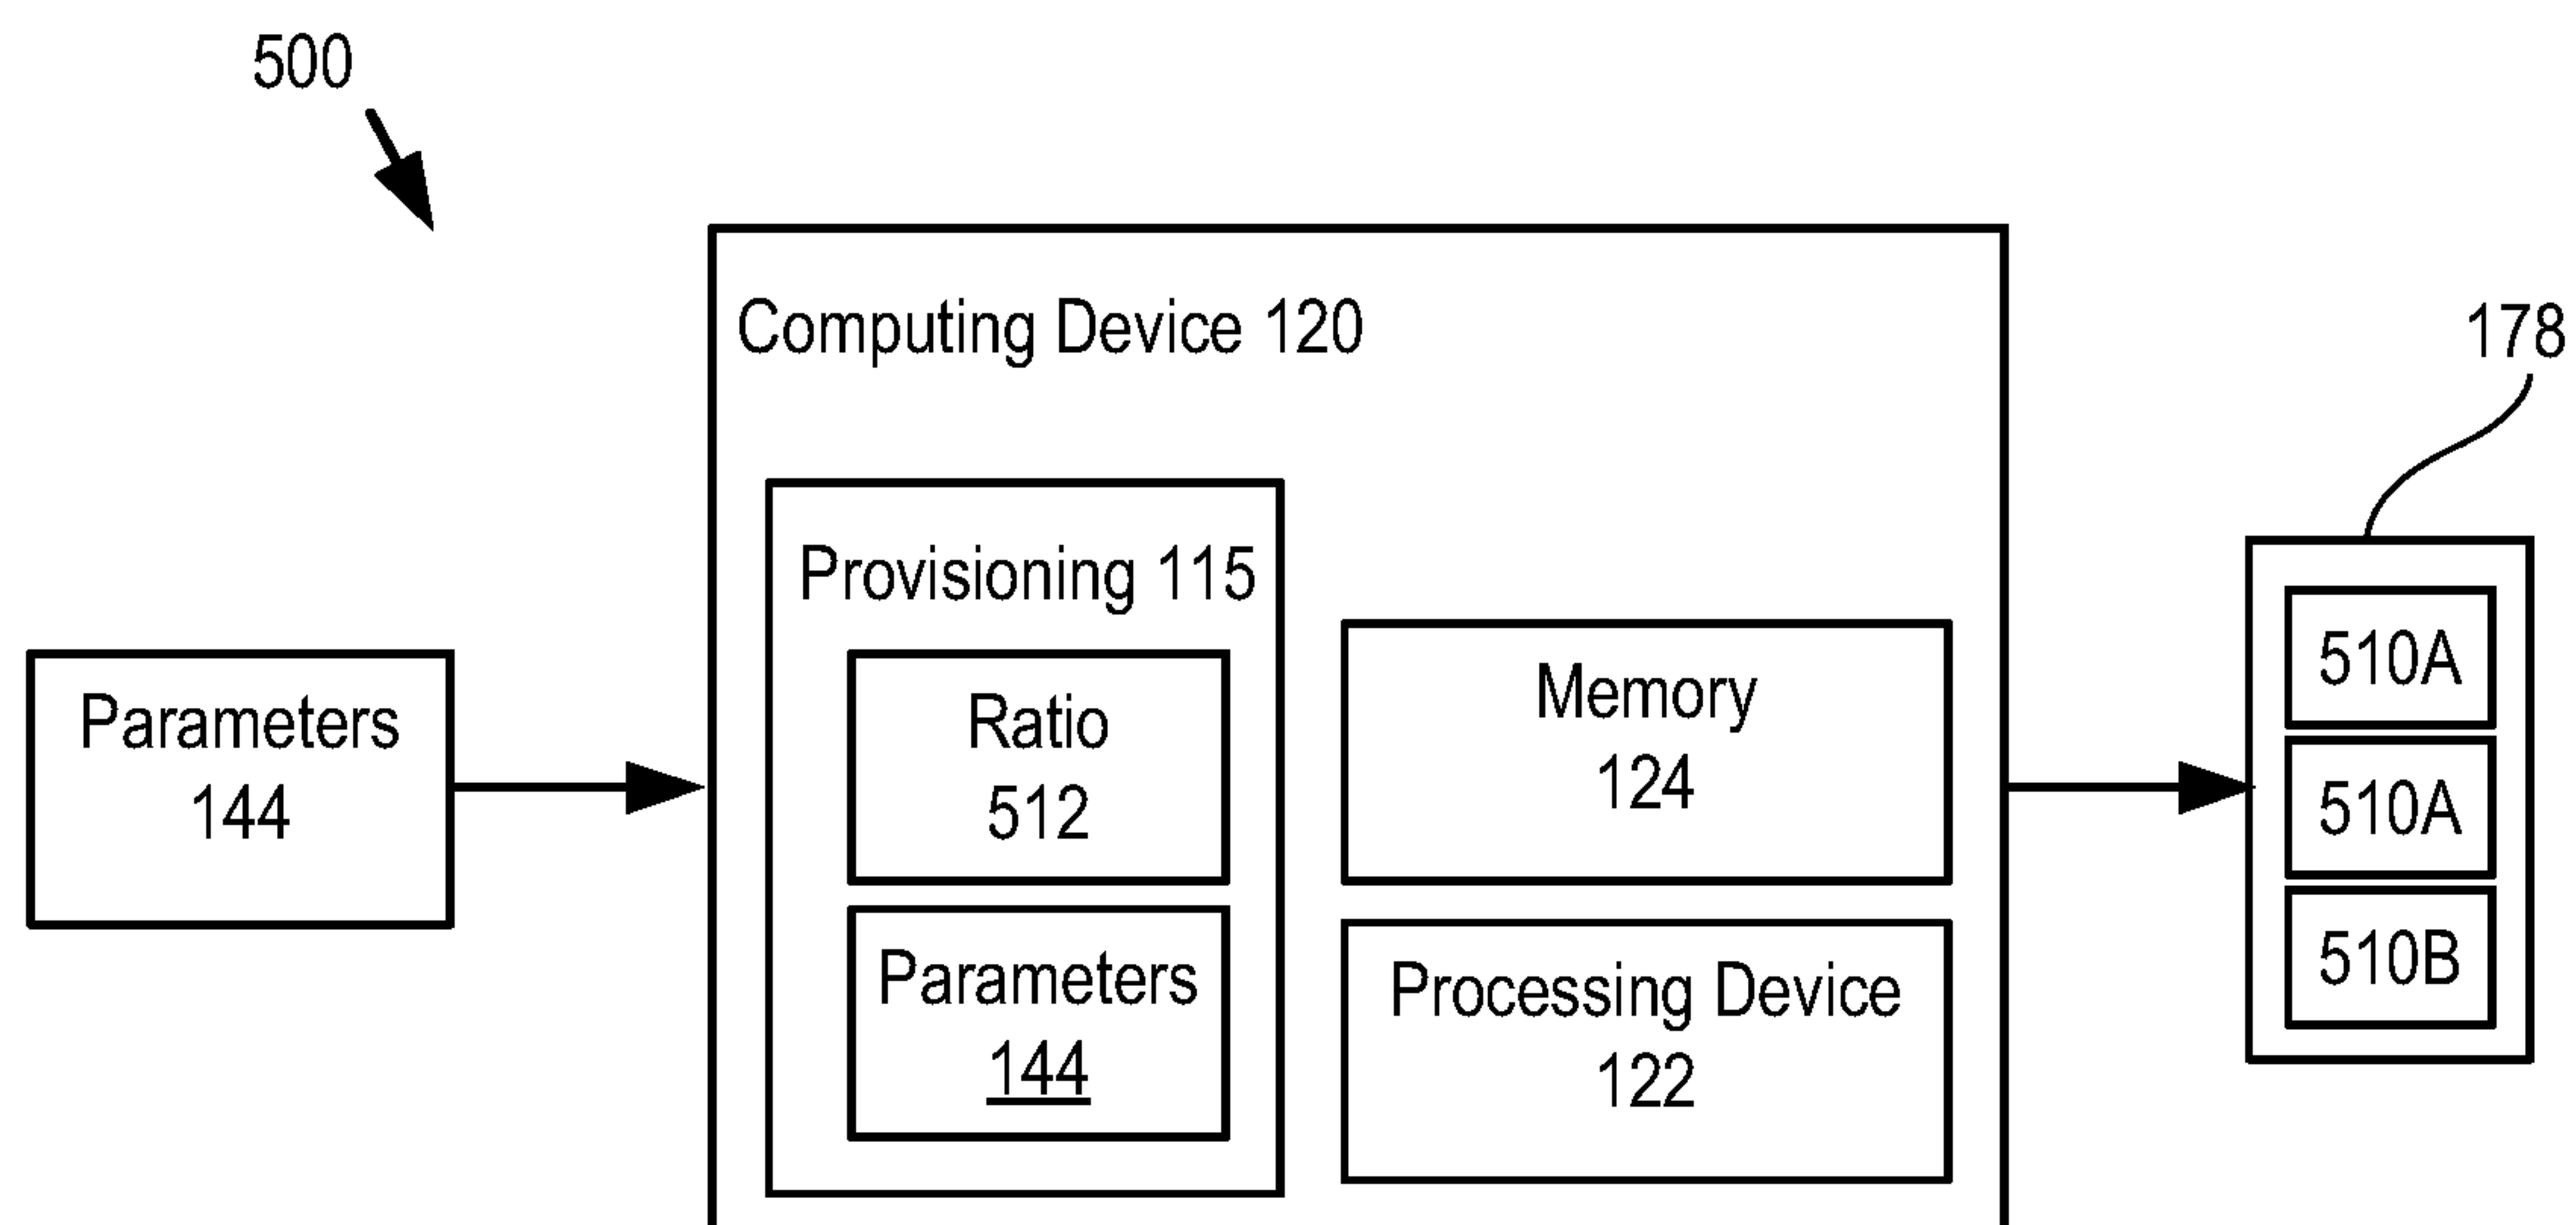 500
Computing Device 120
178
Provisioning 115
Parameters
144
Ratio
512
Parameters
144
Memory
124
Processing Device
122
510A
510A
510B